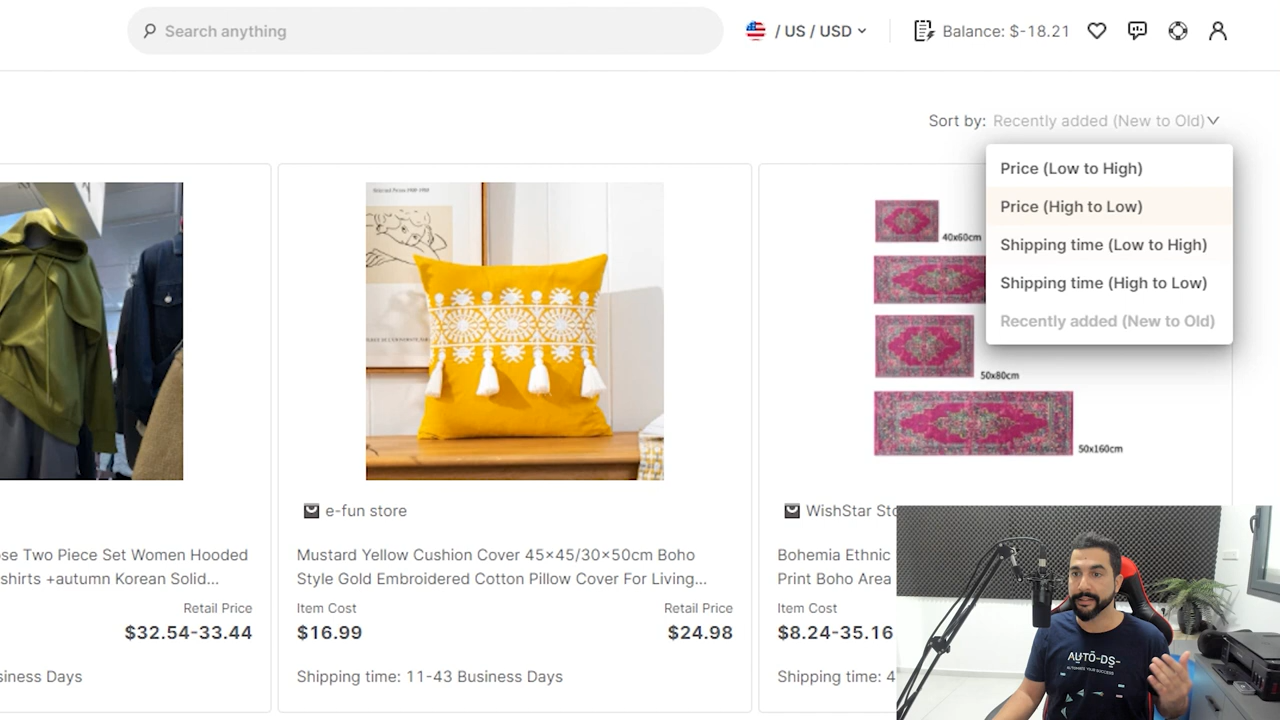 Search anything
/ US / USD
Balance: $-18.21
Sort by: Recently added (New to Old)
Price (Low to High)
Price (High to Low)
Shipping time (Low to High)
Shipping time (High to Low)
Recently added (New to Old)
40x60cm
50x80cm
50x160cm
e-fun store
WishStar Sto
se Two Piece Set Women Hooded
shirts +autumn Korean Solid...
Retail Price
$32.54-33.44
siness Days
Mustard Yellow Cushion Cover 45×45/30×50cm Boho
Style Gold Embroidered Cotton Pillow Cover For Living...
Item Cost
Retail Price
$16.99
$24.98
Shipping time: 11-43 Business Days
Bohemia Ethnic
Print Boho Area
Item Cost
$8.24-35.16
Shipping time: 4
AUTO-DS-
AUTOMATE YOUR SUCCESS